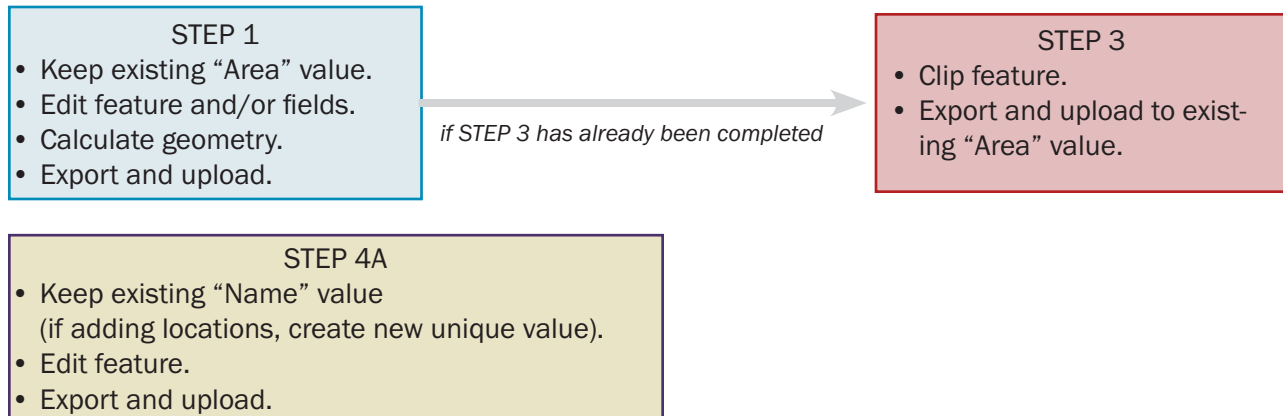 STEP 1
• Keep existing “Area” value.
• Edit feature and/or fields.
• Calculate geometry.
• Export and upload.
if STEP 3 has already been completed
STEP 3
• Clip feature.
• Export and upload to exist-
ing “Area” value.
STEP 4A
• Keep existing “Name” value
(if adding locations, create new unique value).
• Edit feature.
• Export and upload.